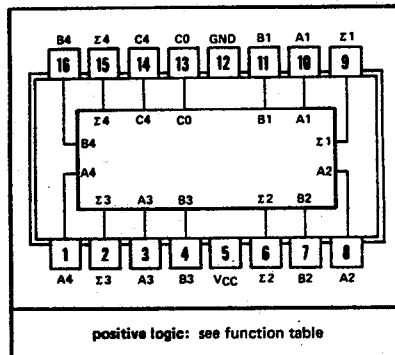 B4 Σ4 C4 C0 GND B1 A1 Σ1
16 15 14 13 12 11 10 9
Σ4 C4 C0 B1 A1
B4 Σ1
A4 A2
Σ3 A3 B3 Σ2 B2
1 2 3 4 5 6 7 8
A4 Σ3 A3 B3 VCC Σ2 B2 A2
positive logic: see function table